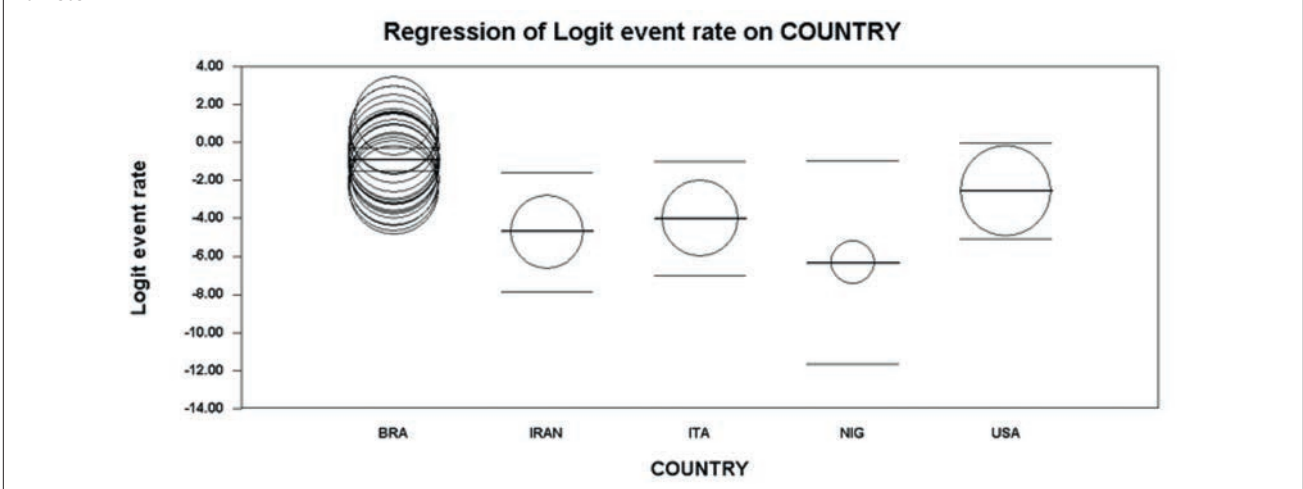 Regression of Logit event rate on COUNTRY
4.00
2.00
0.00
-2.00
-4.00
-6.00
-8.00
-10.00
-12.00
-14.00
Logit event rate
BRA IRAN ITA NIG USA
COUNTRY